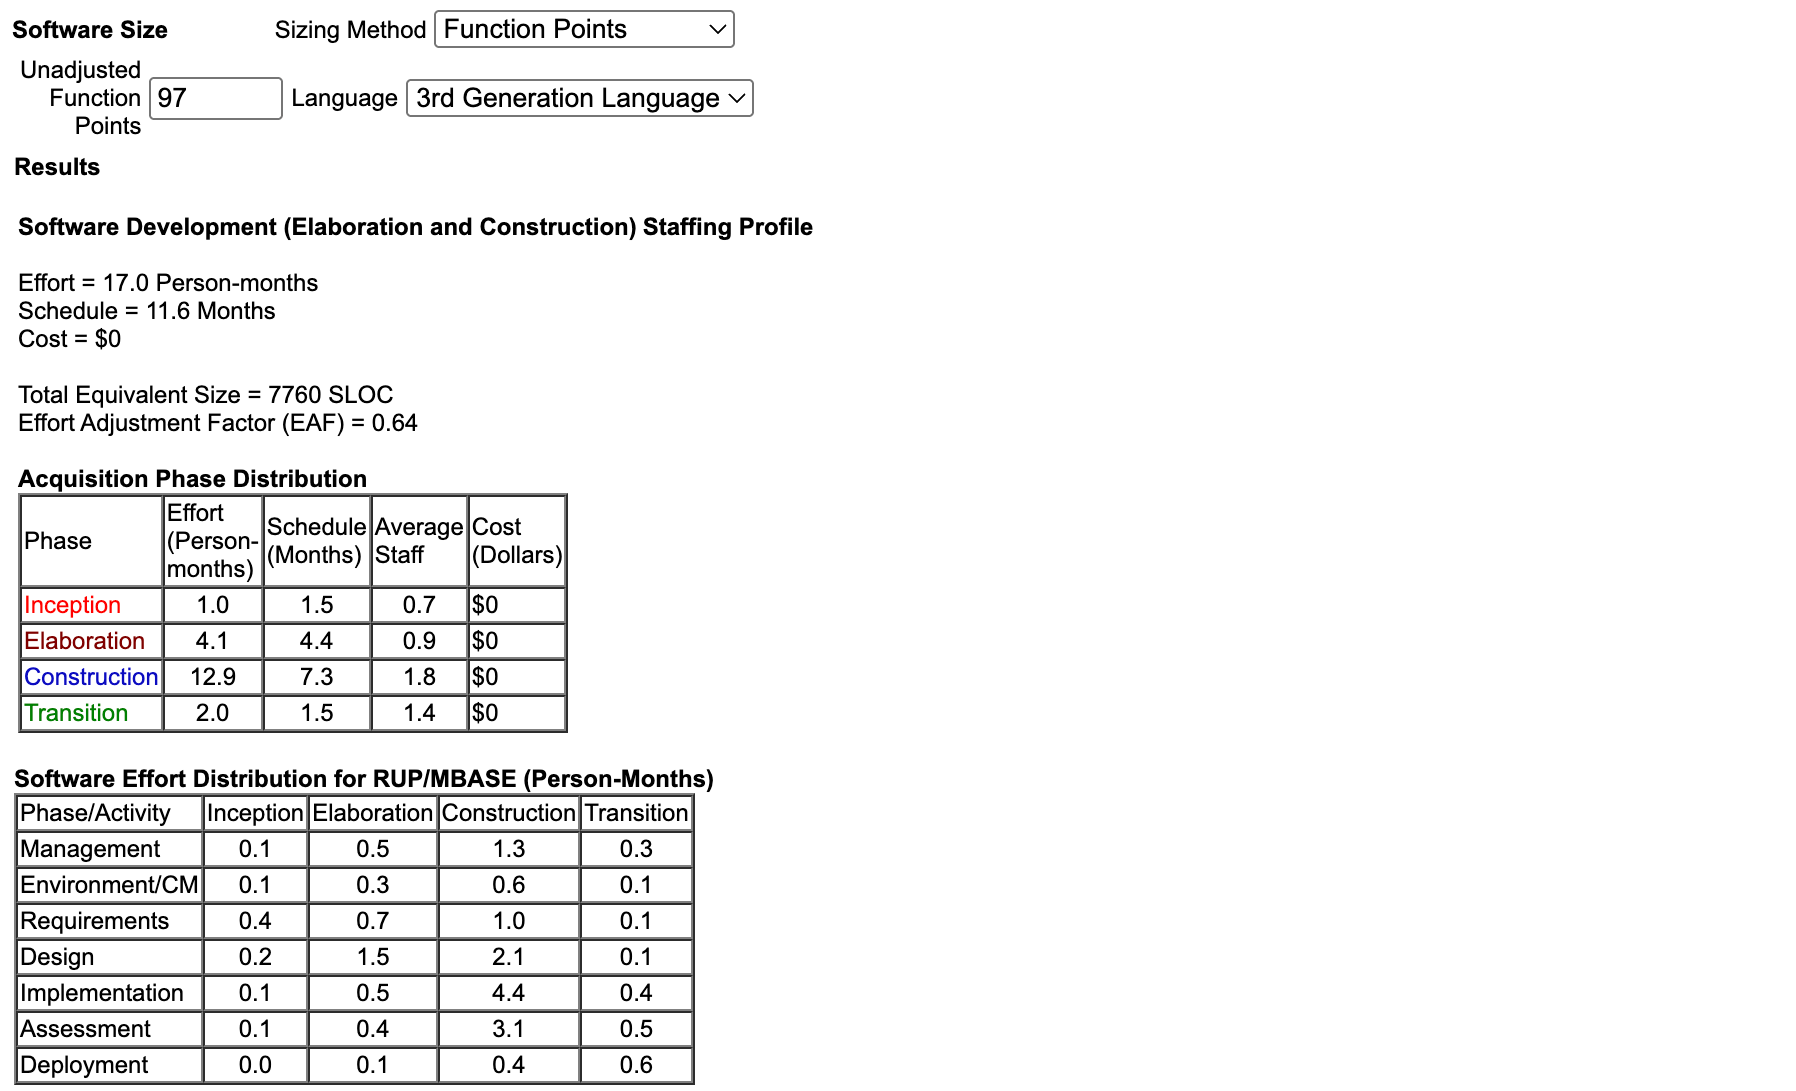 Software Size Sizing Method Function Points
Unadjusted
Function
Points
97 Language 3rd Generation Language
Results
Software Development (Elaboration and Construction) Staffing Profile
Effort = 17.0 Person-months
Schedule = 11.6 Months
Cost = $0
Total Equivalent Size = 7760 SLOC
Effort Adjustment Factor (EAF) = 0.64
Acquisition Phase Distribution
Phase Effort (Person-months) Schedule (Months) Average Staff Cost (Dollars)
Inception 1.0 1.5 0.7 $0
Elaboration 4.1 4.4 0.9 $0
Construction 12.9 7.3 1.8 $0
Transition 2.0 1.5 1.4 $0
Software Effort Distribution for RUP/MBASE (Person-Months)
Phase/Activity Inception Elaboration Construction Transition
Management 0.1 0.5 1.3 0.3
Environment/CM 0.1 0.3 0.6 0.1
Requirements 0.4 0.7 1.0 0.1
Design 0.2 1.5 2.1 0.1
Implementation 0.1 0.5 4.4 0.4
Assessment 0.1 0.4 3.1 0.5
Deployment 0.0 0.1 0.4 0.6